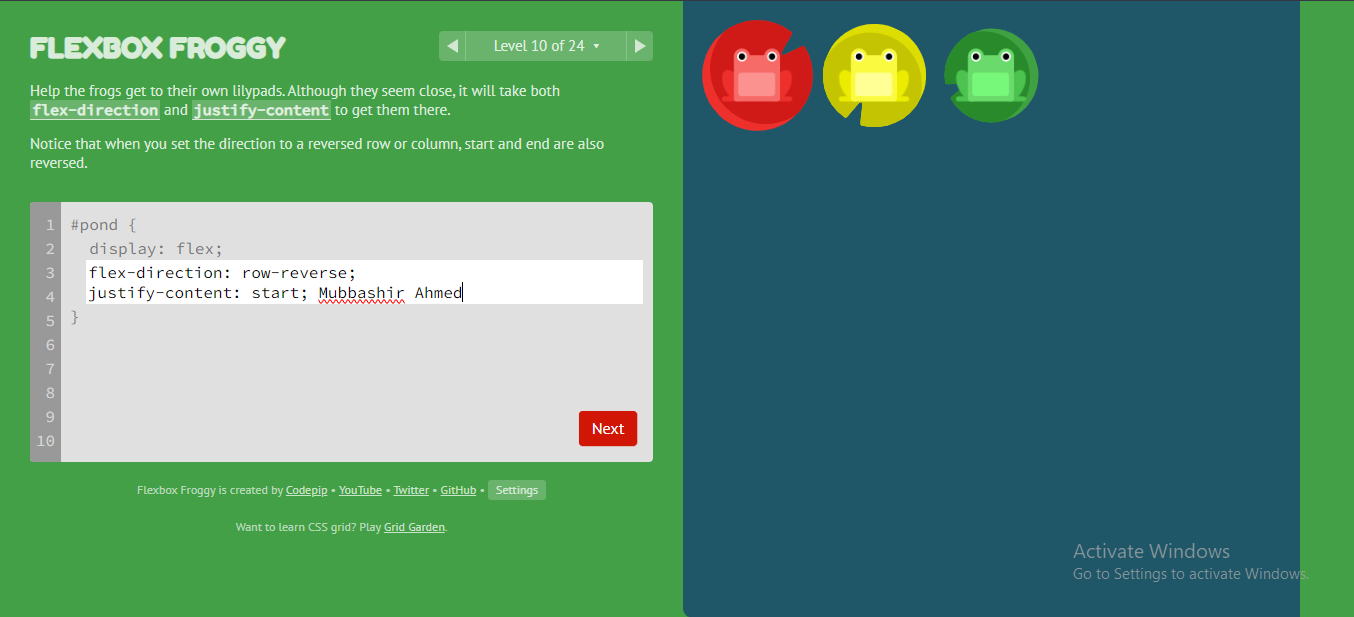 FLEXBOX FROGGY
Level 10 of 24
Help the frogs get to their own lilypads. Although they seem close, it will take both
flex-direction and justify-content to get them there.
Notice that when you set the direction to a reversed row or column, start and end are also
reversed.
1 #pond {
2 display: flex;
3 flex-direction: row-reverse;
4 justify-content: start; Mubbashir Ahmed
5 }
6
7
8
9
10
Next
Flexbox Froggy is created by Codepip • YouTube • Twitter • GitHub • Settings
Want to learn CSS grid? Play Grid Garden.
Activate Windows
Go to Settings to activate Windows.